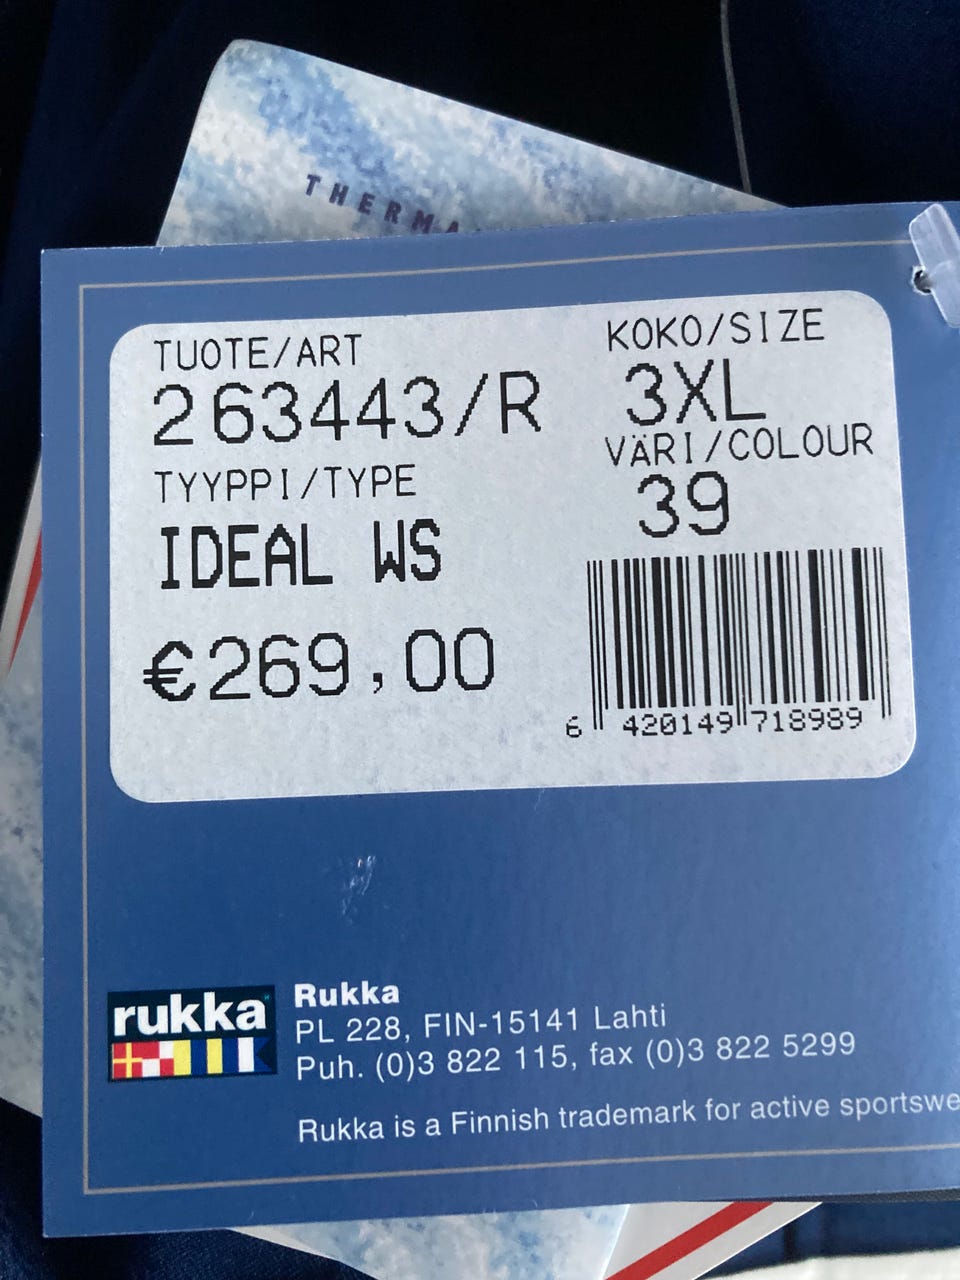 THERMA
TUOTE/ART
263443/R
KOKO/SIZE
3XL
TYYPPI/TYPE
IDEAL WS
VÄRI/COLOUR
39
€269,00
6 420149 718989
rukka
Rukka
PL 228, FIN-15141 Lahti
Puh. (0)3 822 115, fax (0)3 822 5299
Rukka is a Finnish trademark for active sportswe